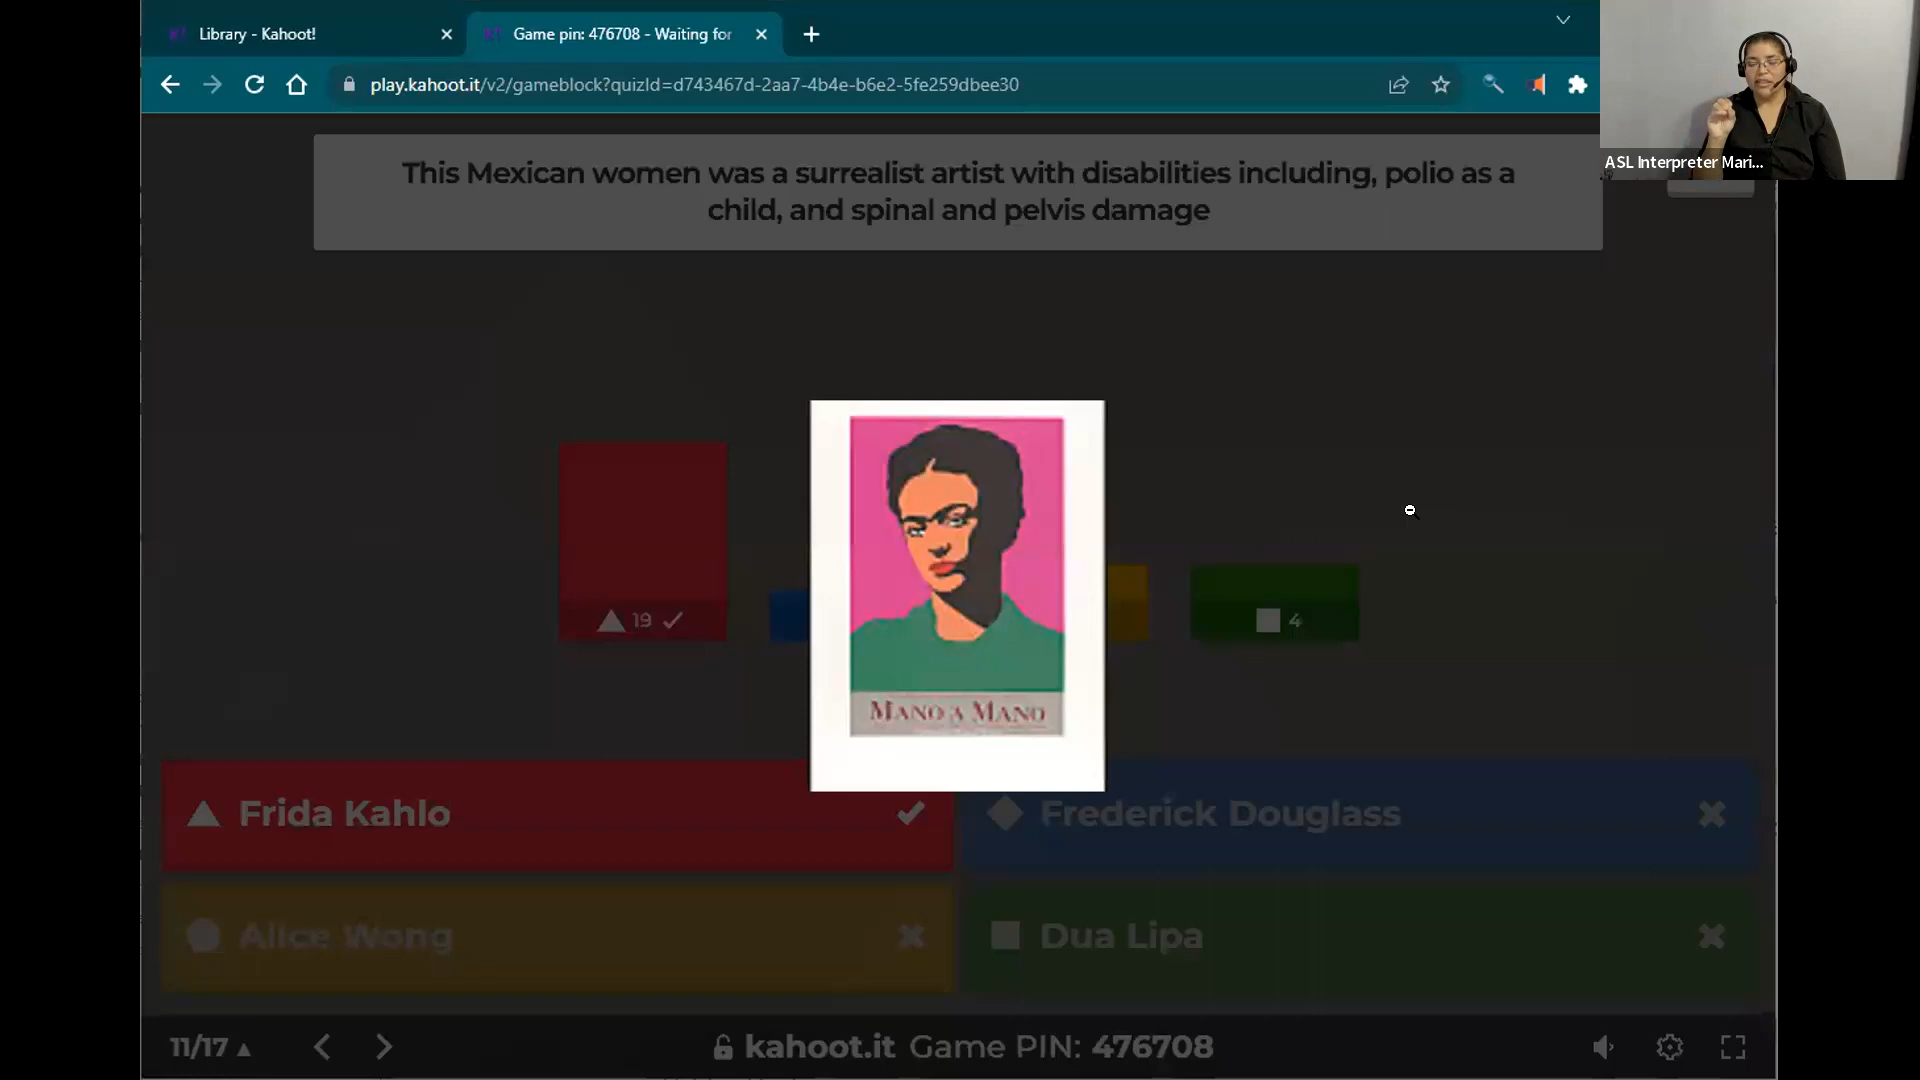 Library - Kahoot!
Game pin: 476708 - Waiting for
play.kahoot.it/v2/gameblock?quizId=d743467d-2aa7-4b4e-b6e2-5fe259dbee30
ASL Interpreter Mari...
This Mexican women was a surrealist artist with disabilities including, polio as a
child, and spinal and pelvis damage
19
4
MANO A MANO
Frida Kahlo
Frederick Douglass
Alice Wong
Dua Lipa
11/17
kahoot.it Game PIN: 476708